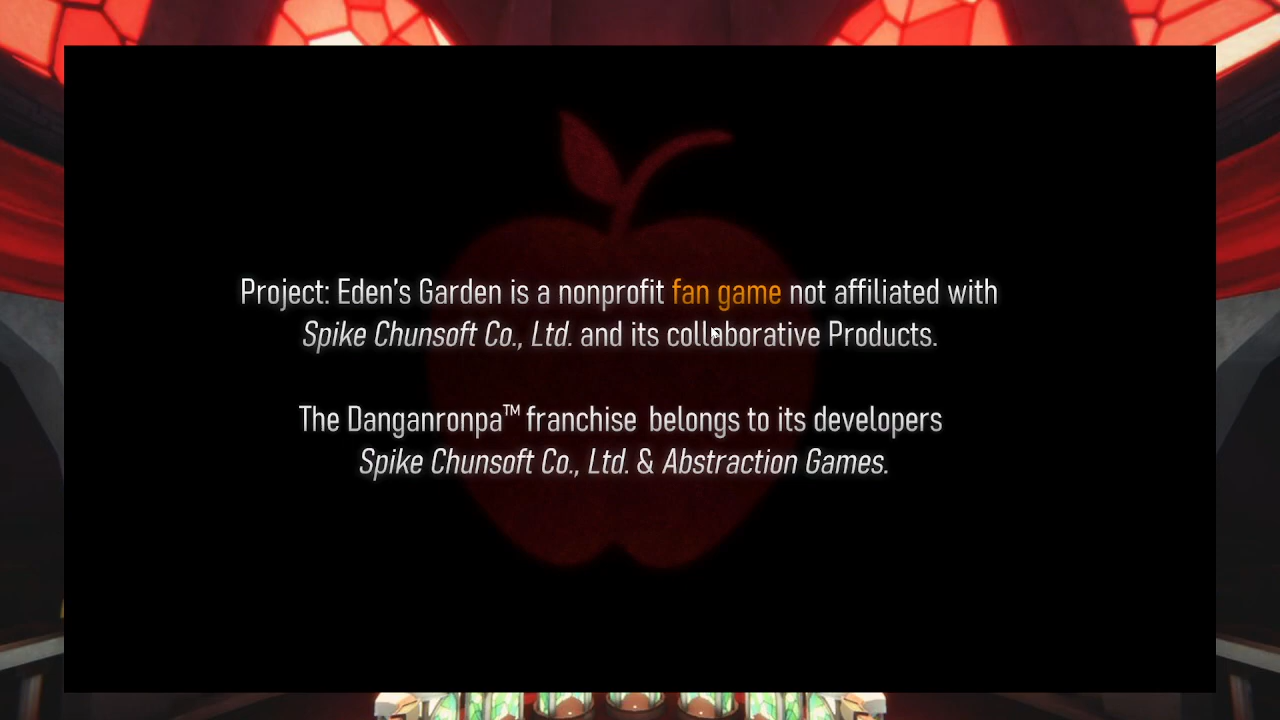 Project: Eden's Garden is a nonprofit fan game not affiliated with
Spike Chunsoft Co., Ltd. and its collaborative Products.
The Danganronpa™ franchise belongs to its developers
Spike Chunsoft Co., Ltd. & Abstraction Games.